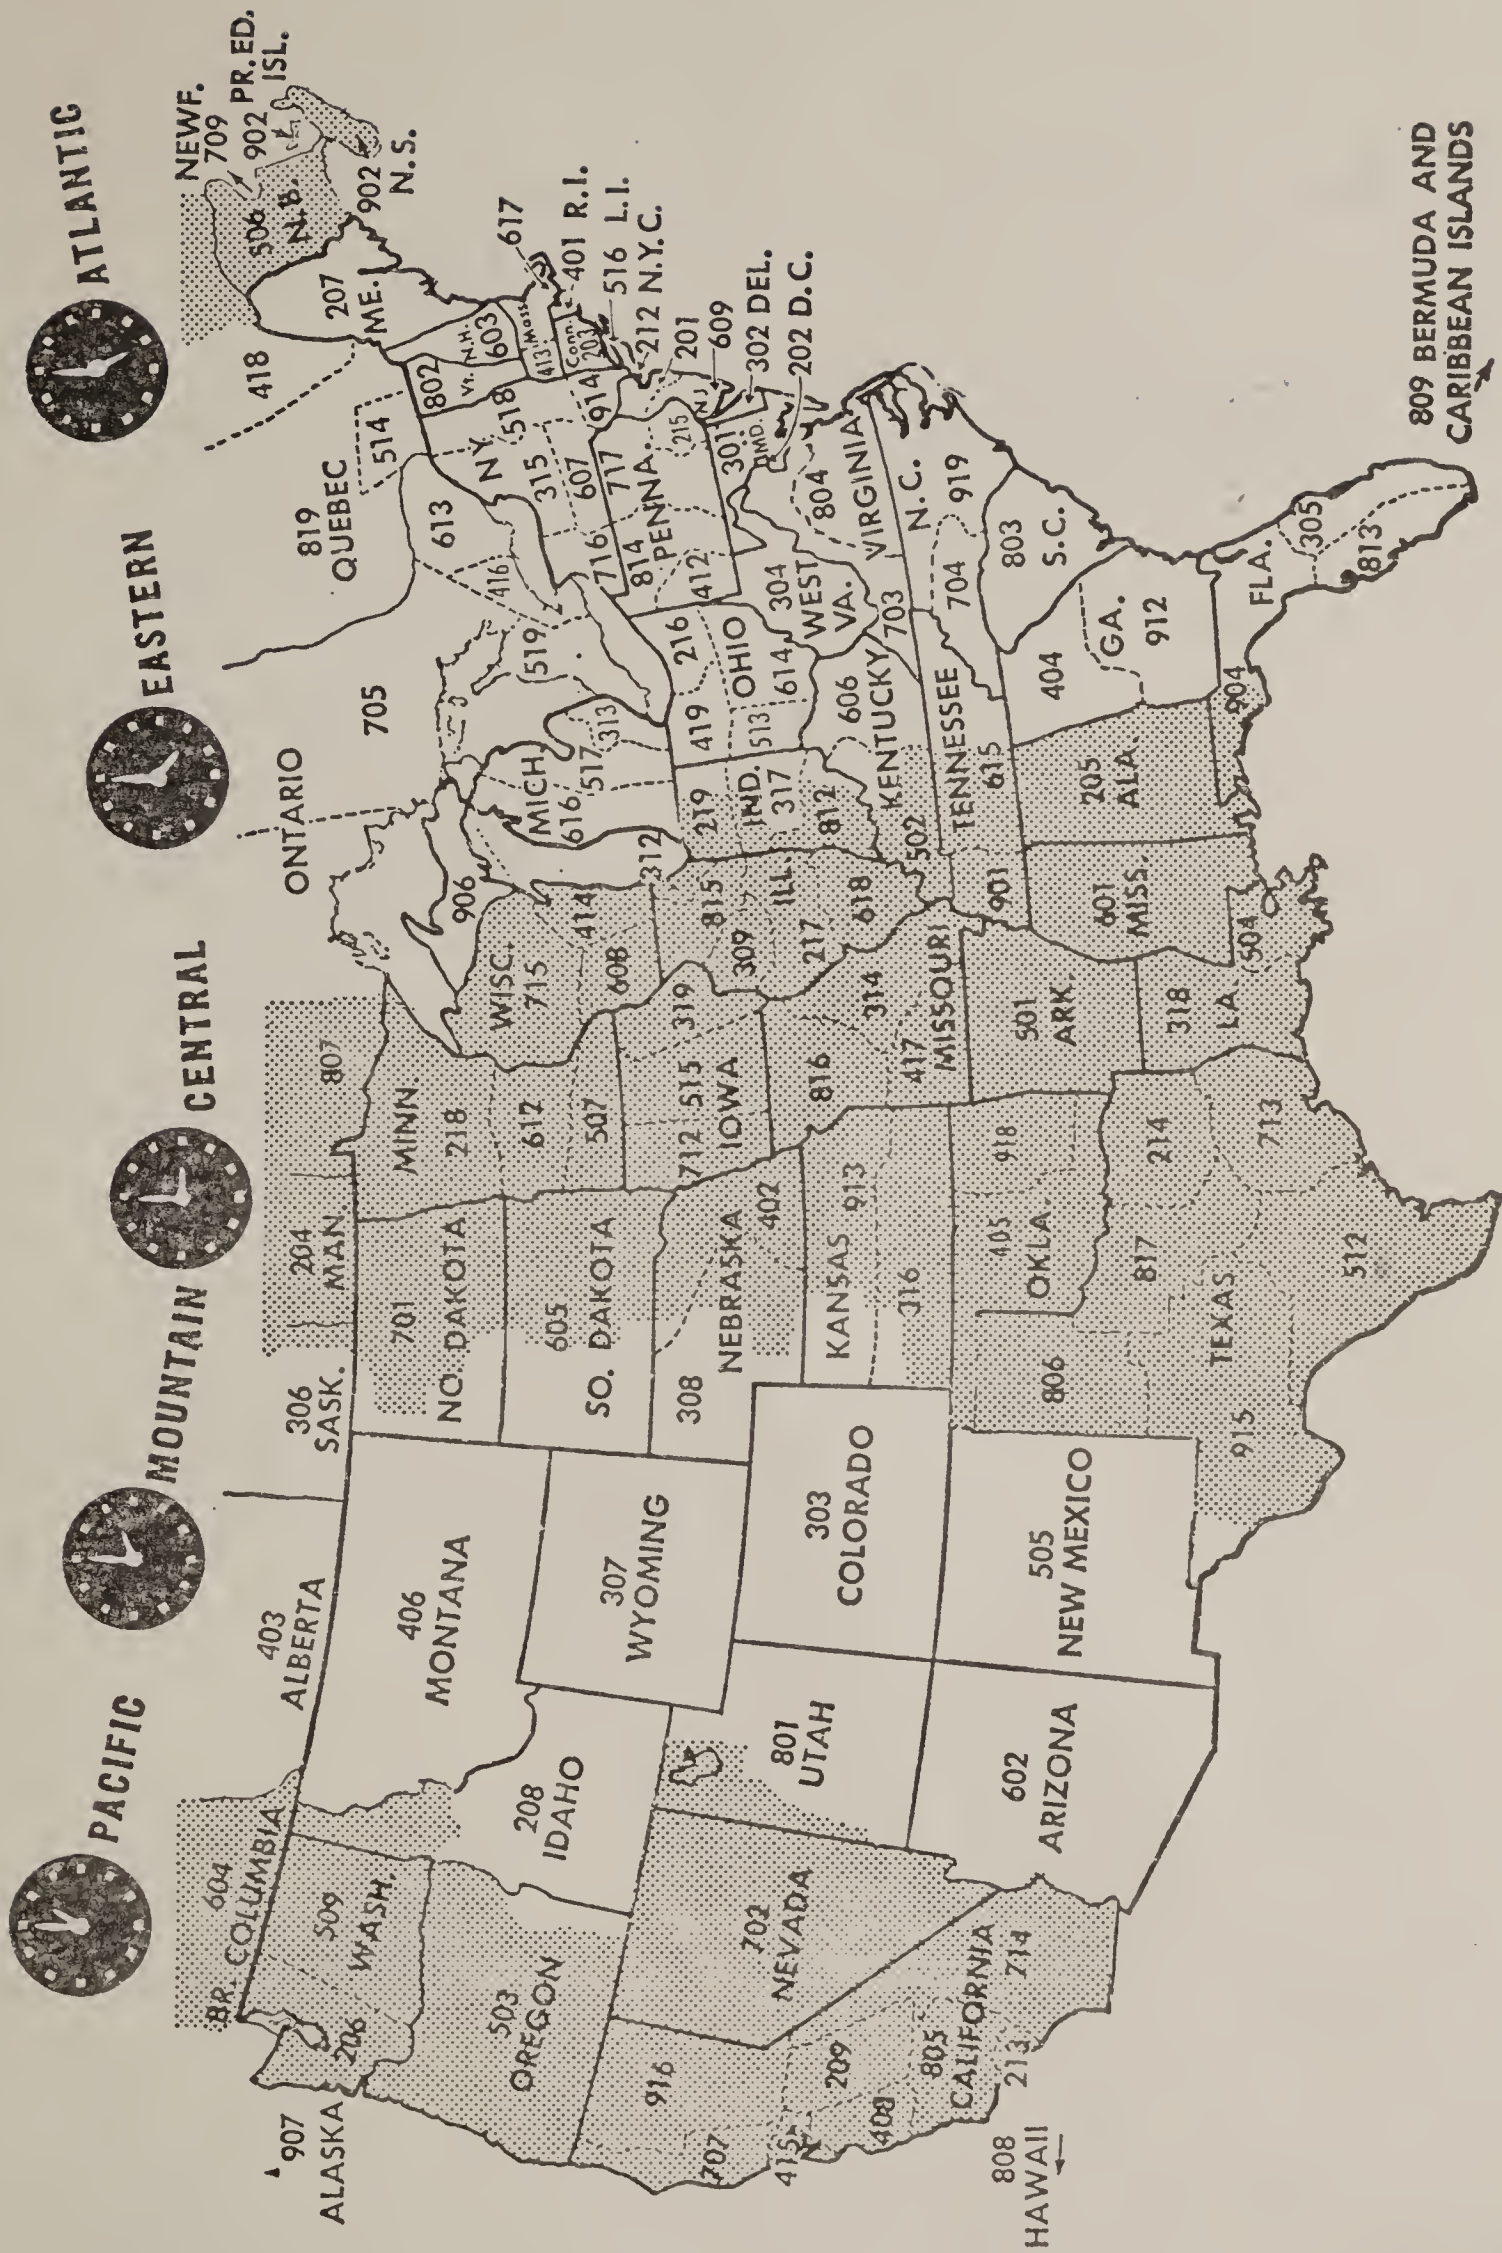 PACIFIC
MOUNTAIN
CENTRAL
EASTERN
ATLANTIC
907
ALASKA
604
BR. COLUMBIA
403
ALBERTA
306
SASK.
204
MAN.
807
ONTARIO
705
819
QUEBEC
514
418
613
416
519
NEWF.
709
902 PR. ED.
ISL.
506
N.B.
902
N.S.
206
509
WASH.
503
OREGON
208
IDAHO
406
MONTANA
307
WYOMING
701
NO. DAKOTA
605
SO. DAKOTA
308
402
NEBRASKA
MINN.
218
612
507
WISC.
715
414
608
906
MICH.
616
517
313
712
515
319
IOWA
312
815
309
ILL.
217
618
219
IND.
317
812
419
216
513
OHIO
614
207
ME.
802
Vt.
N.H.
603
617
413
Mass.
Conn.
203
401 R.I.
516 L.I.
212 N.Y.C.
201
609
302 DEL.
202 D.C.
N.Y.
518
315
607
914
716
717
814
PENNA.
412
215
N.J.
301
MD.
304
WEST
VA.
804
VIRGINIA
703
606
KENTUCKY
502
TENNESSEE
615
901
N.C.
919
704
803
S.C.
404
GA.
912
FLA.
904
305
813
205
ALA.
601
MISS.
504
318
LA.
501
ARK.
816
314
417
MISSOURI
KANSAS
913
316
918
405
OKLA.
806
817
214
713
TEXAS
915
512
303
COLORADO
505
NEW MEXICO
801
UTAH
602
ARIZONA
702
NEVADA
916
707
415
209
408
805
CALIFORNIA
714
213
808
HAWAII
809 BERMUDA AND
CARIBBEAN ISLANDS